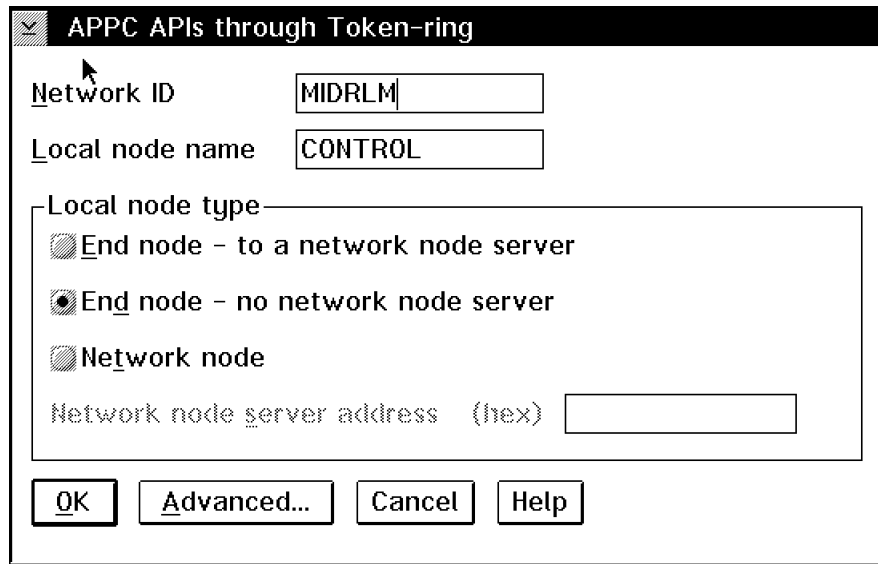 APPC APIs through Token-ring
Network ID MIDRLM
Local node name CONTROL
Local node type
End node - to a network node server
End node - no network node server
Network node
Network node server address (hex)
OK Advanced... Cancel Help